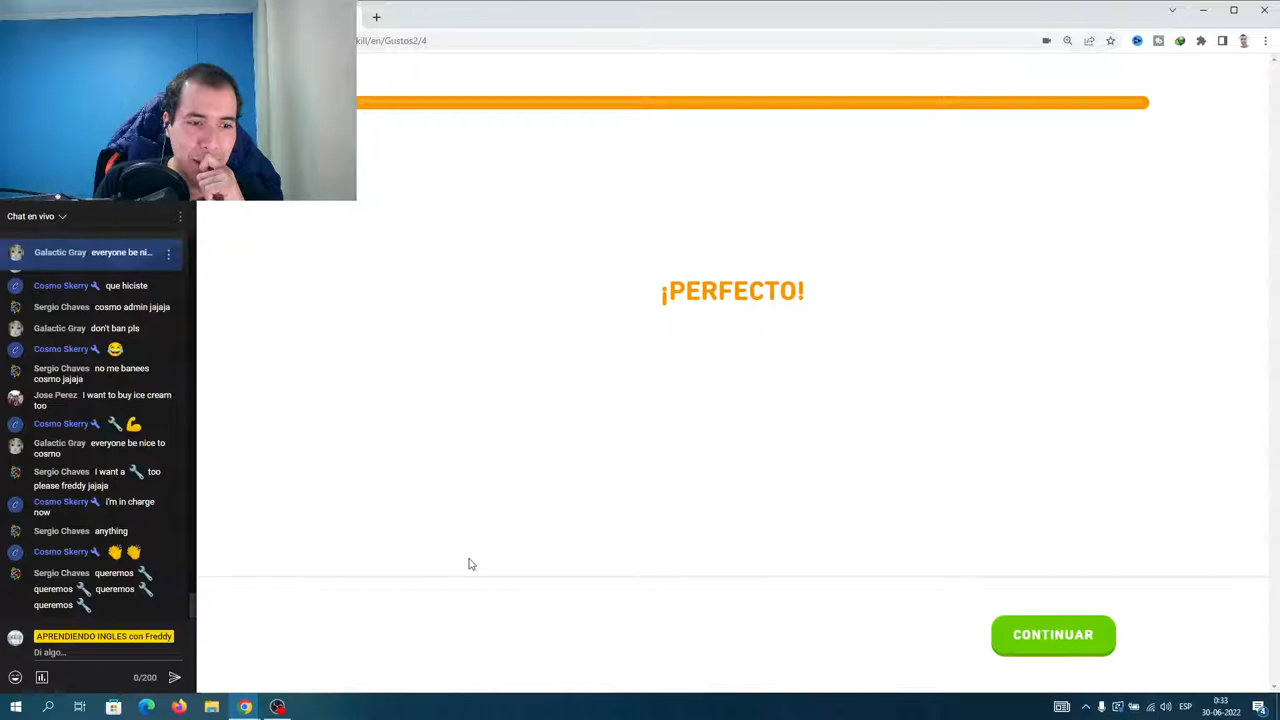 kill/en/Gustos2/4
¡PERFECTO!
CONTINUAR
Chat en vivo
Galactic Gray everyone be ni...
Cosmo Skerry que hiciste
Sergio Chaves cosmo admin jajaja
Galactic Gray don't ban pls
Cosmo Skerry 😂
Sergio Chaves no me banees
cosmo jajaja
Jose Perez I want to buy ice cream
too
Cosmo Skerry 🔧 💪
Galactic Gray everyone be nice to
cosmo
Sergio Chaves I want a 🔧 too
please freddy jajaja
Cosmo Skerry i'm in charge
now
Sergio Chaves anything
Cosmo Skerry 👏 👏
Sergio Chaves queremos 🔧
queremos 🔧 queremos 🔧
queremos 🔧
APRENDIENDO INGLES con Freddy
Di algo...
0/200
ESP
0:33
30-06-2022
4